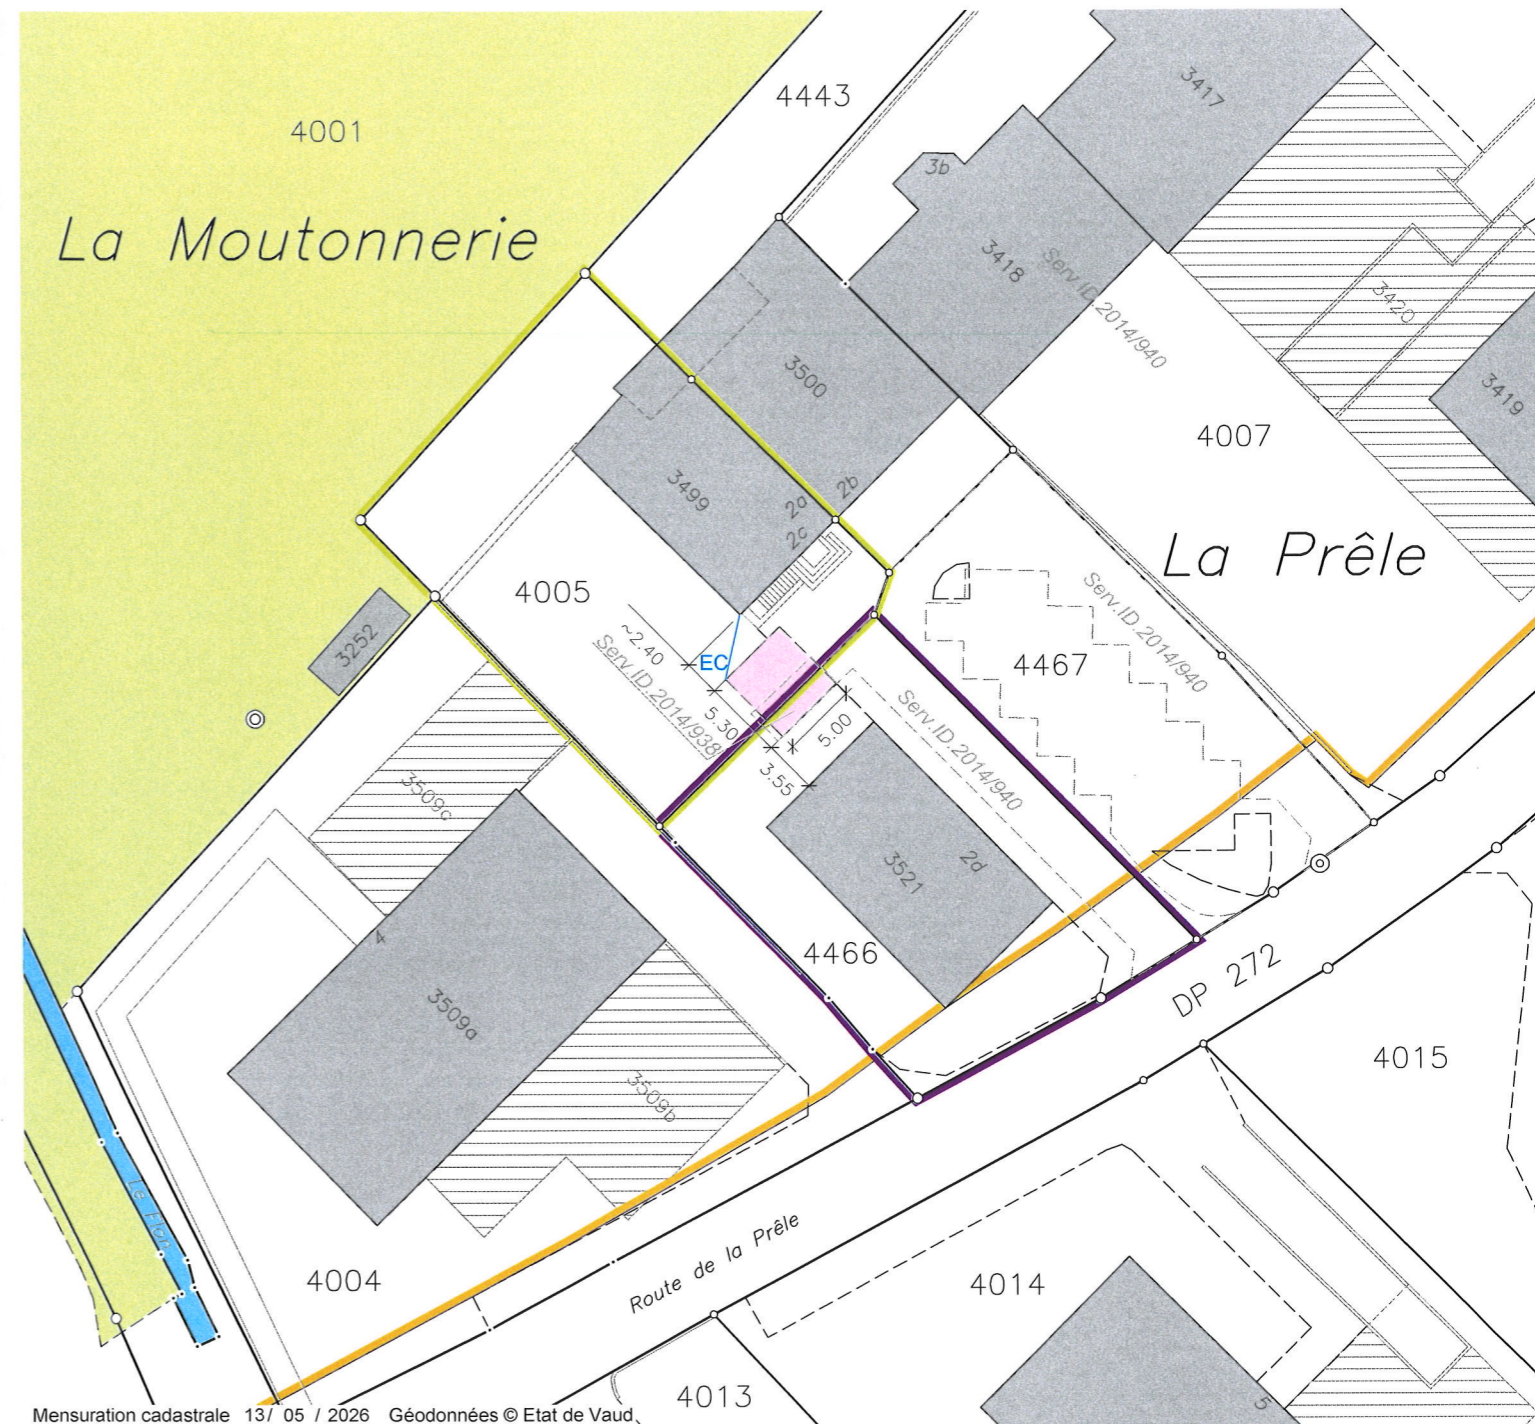 4001
La Moutonnerie
4443
3417
3b
3418
Serv.ID.2014/940
3500
3420
3419
4007
La Prêle
3499
2a
2b
2c
4005
3252
~2.40
EC
Serv.ID.2014/938
5.30
5.00
3.55
Serv.ID.2014/940
4467
Serv.ID.2014/940
3509c
3521
2d
4466
4
3509a
DP 272
3509b
4015
Le Flon
4004
Route de la Prêle
4014
4013
5
Mensuration cadastrale 13/ 05 / 2026 Géodonnées © Etat de Vaud